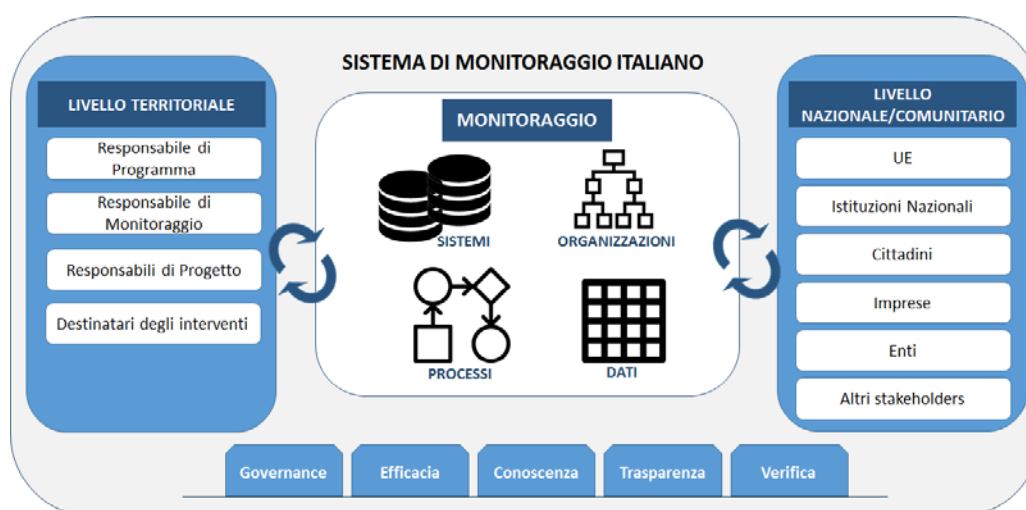 SISTEMA DI MONITORAGGIO ITALIANO
LIVELLO TERRITORIALE
Responsabile di
Programma
Responsabile di
Monitoraggio
Responsabili di Progetto
Destinatari degli interventi
MONITORAGGIO
SISTEMI
ORGANIZZAZIONI
PROCESSI
DATI
LIVELLO
NAZIONALE/COMUNITARIO
UE
Istituzioni Nazionali
Cittadini
Imprese
Enti
Altri stakeholders
Governance
Efficacia
Conoscenza
Trasparenza
Verifica